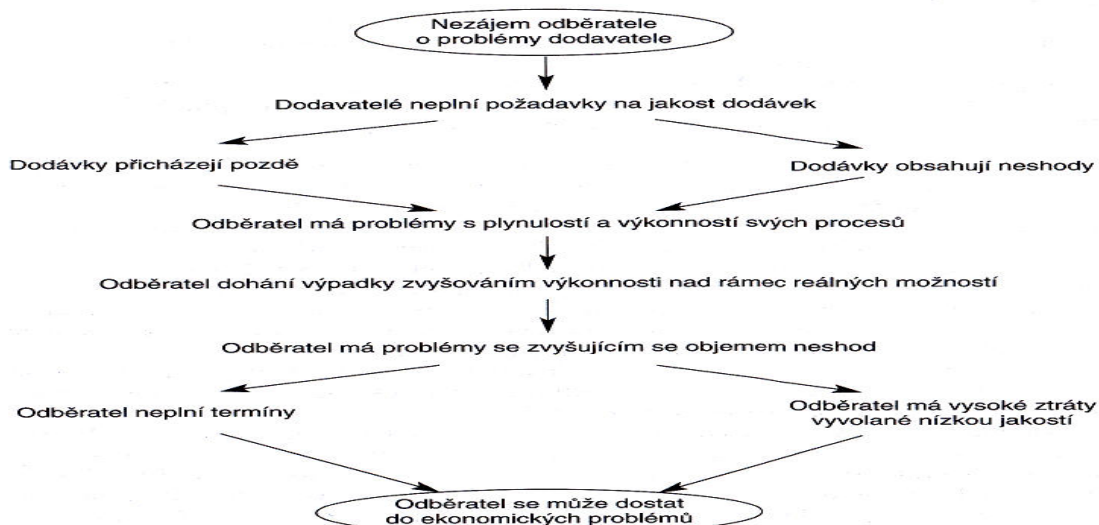 Nezájem odběratele
o problémy dodavatele
Dodavatelé neplní požadavky na jakost dodávek
Dodávky přicházejí pozdě
Dodávky obsahují neshody
Odběratel má problémy s plynulostí a výkonností svých procesů
Odběratel dohání výpadky zvyšováním výkonnosti nad rámec reálných možností
Odběratel má problémy se zvyšujícím se objemem neshod
Odběratel neplní termíny
Odběratel má vysoké ztráty
vyvolané nízkou jakostí
Odběratel se může dostat
do ekonomických problémů